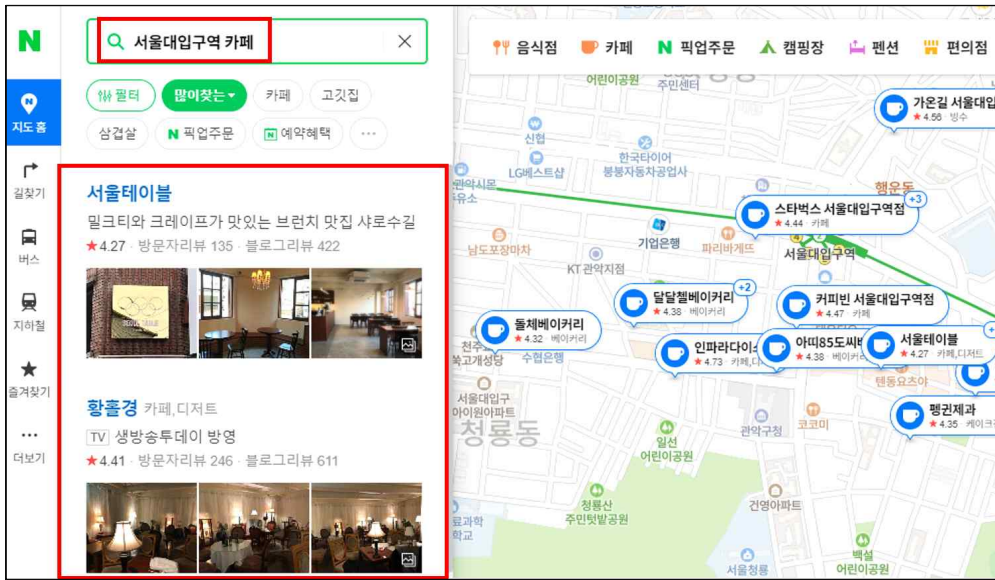 N
서울대입구역 카페
필터
많이찾는
카페
고깃집
삼겹살
N 픽업주문
N 예약혜택
지도 홈
길찾기
버스
지하철
즐겨찾기
더보기
서울테이블
밀크티와 크레이프가 맛있는 브런치 맛집 샤로수길
★4.27 · 방문자리뷰 135 · 블로그리뷰 422
황홀경 카페,디저트
TV 생방송투데이 방영
★4.41 · 방문자리뷰 246 · 블로그리뷰 611
음식점
카페
N 픽업주문
캠핑장
펜션
편의점
어린이공원
주민센터
가온길 서울대입
★4.56 · 빙수
신협
LG베스트샵
한국타이어
봉봉자동차공업사
행운동
+3
스타벅스 서울대입구역점
★4.44 · 카페
기업은행
파리바게뜨
서울대입구역
남도포장마차
KT 관악지점
+2
달달첼베이커리
★4.38 · 베이커리
커피빈 서울대입구역점
★4.47 · 카페
돌체베이커리
★4.32 · 베이커리
수협은행
쑥고개성당
인파라다이스
★4.73 · 카페,디
아띠85도씨베
★4.38 · 베이커리
서울테이블
★4.27 · 카페,디저트
텐동요츠야
서울대입구
아이원아파트
청룡동
펭귄제과
★4.35 · 케이크
관악구청
코코미
일선
어린이공원
청룡산
주민텃밭공원
건영아파트
학교
서울청룡
백설
어린이공원